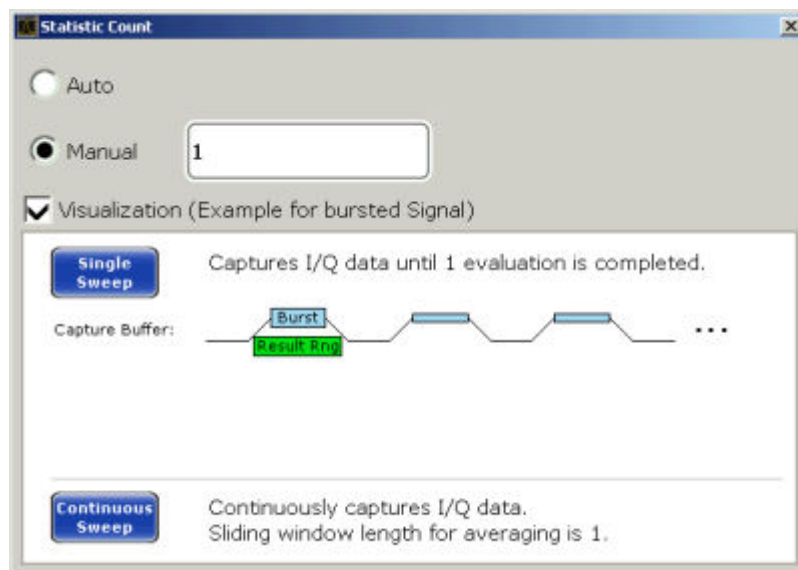 Statistic Count
Auto
Manual
1
Visualization (Example for bursted Signal)
Single
Sweep
Captures I/Q data until 1 evaluation is completed.
Capture Buffer:
Burst
Result Rng
...
Continuous
Sweep
Continuously captures I/Q data.
Sliding window length for averaging is 1.